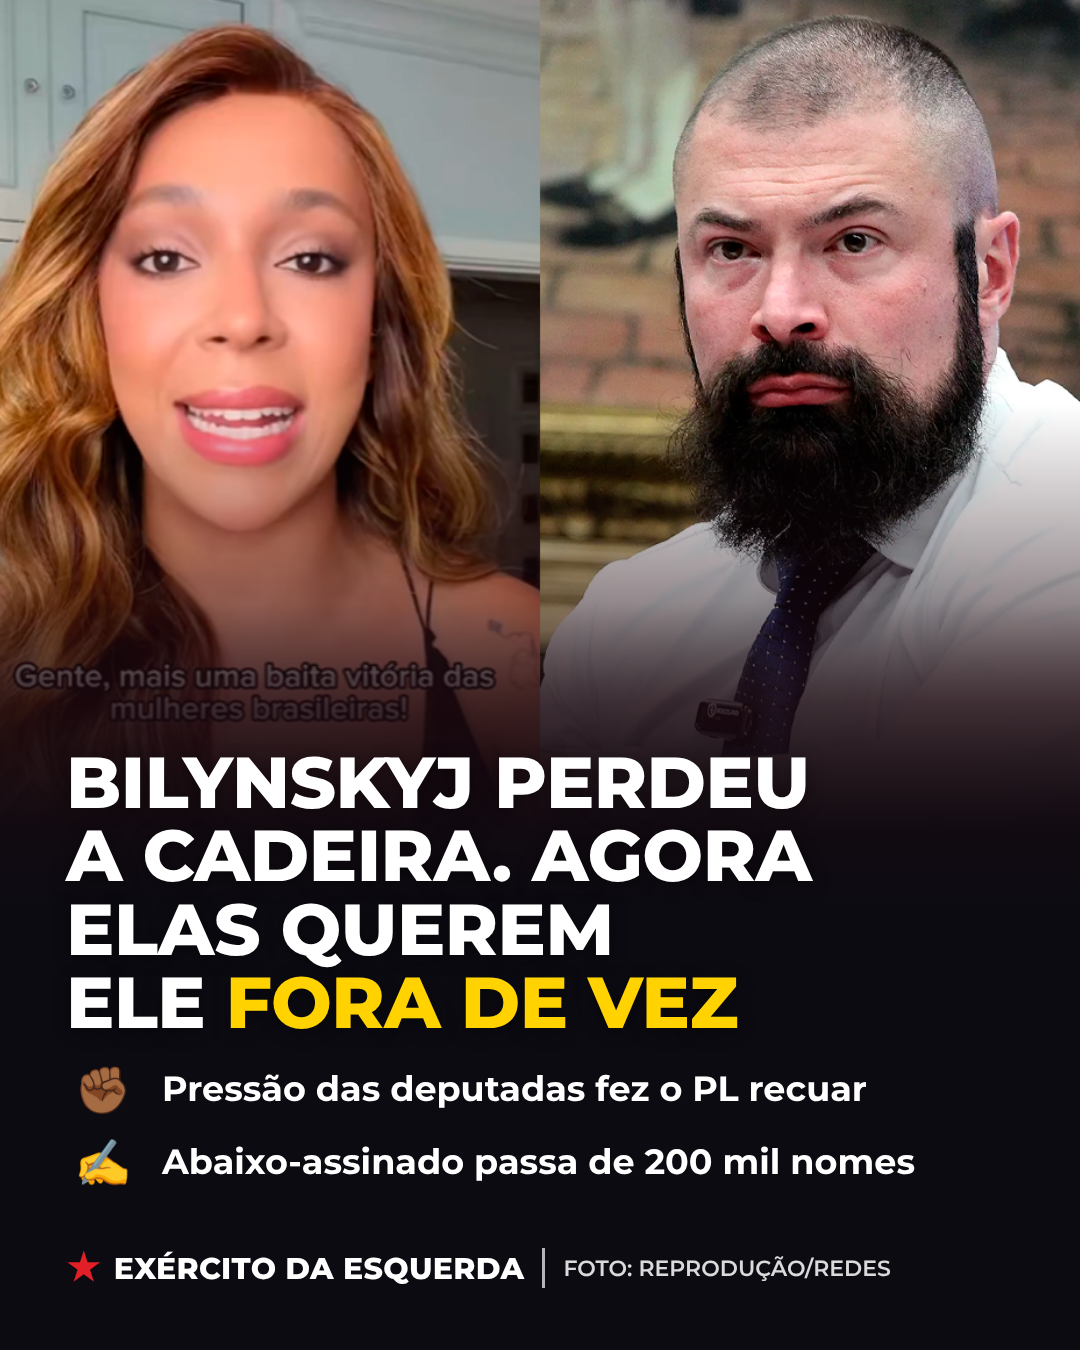 Gente, mais uma baita vitória das
mulheres brasileiras!
BILYNSKYJ PERDEU
A CADEIRA. AGORA
ELAS QUEREM
ELE FORA DE VEZ
Pressão das deputadas fez o PL recuar
Abaixo-assinado passa de 200 mil nomes
EXÉRCITO DA ESQUERDA | FOTO: REPRODUÇÃO/REDES